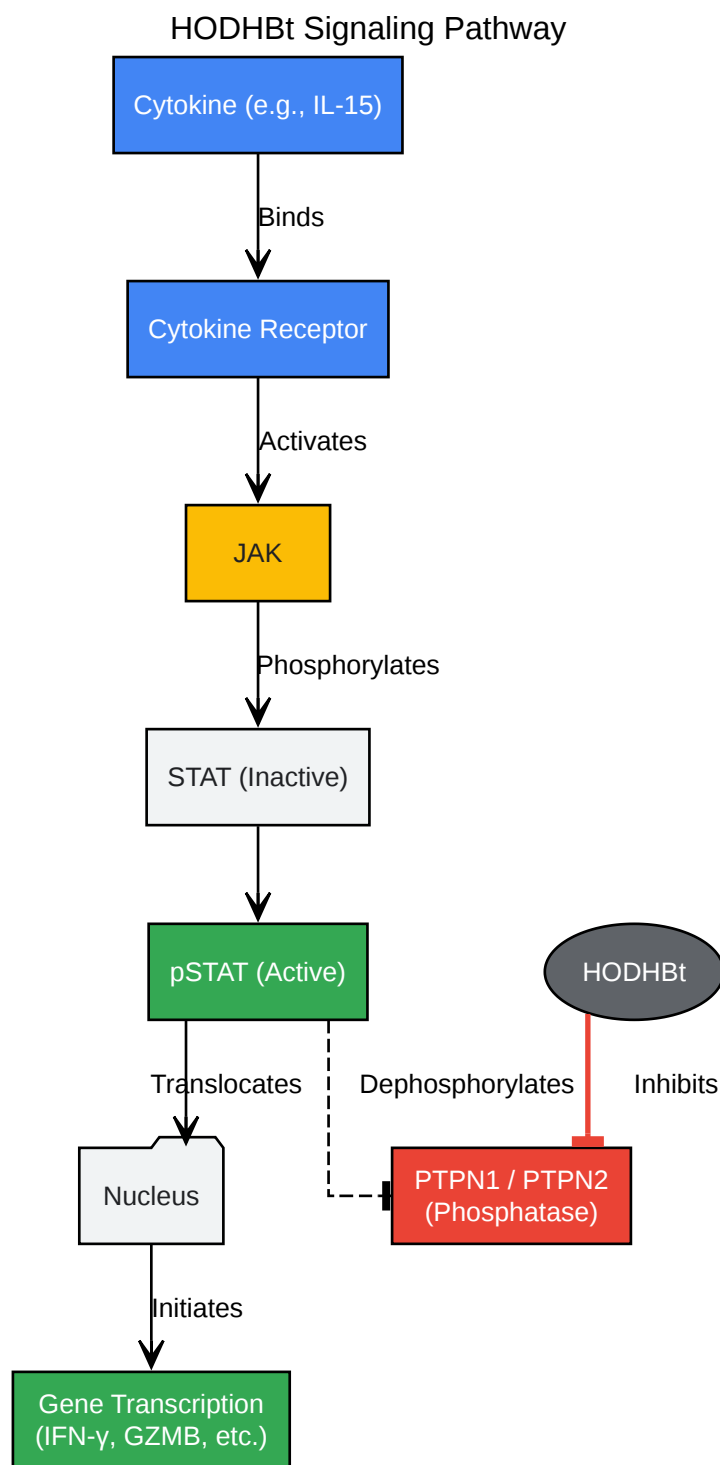 HODHBt Signaling Pathway
Cytokine (e.g., IL-15)
Binds
Cytokine Receptor
Activates
JAK
Phosphorylates
STAT (Inactive)
pSTAT (Active)
HODHBt
Translocates
Dephosphorylates
Inhibits
Nucleus
PTPN1 / PTPN2
(Phosphatase)
Initiates
Gene Transcription
(IFN-γ, GZMB, etc.)